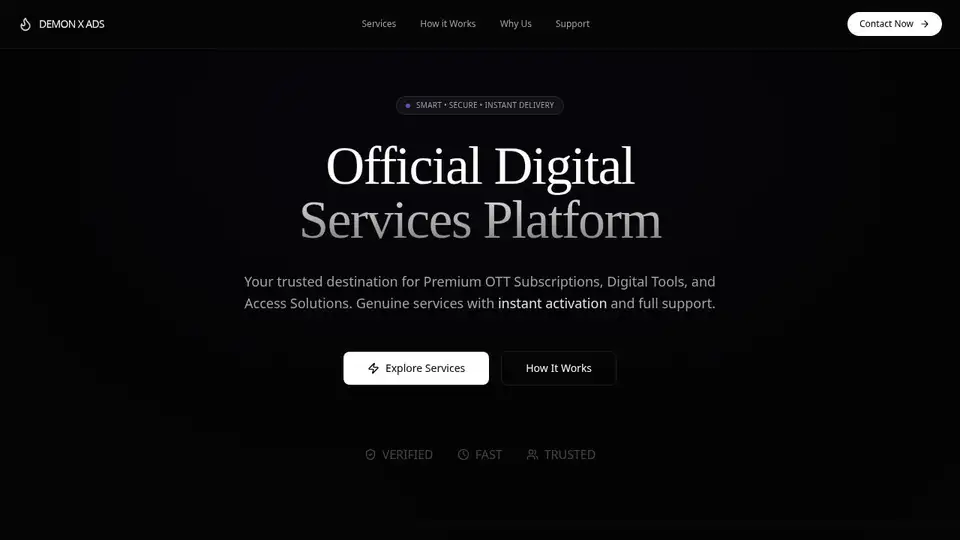 DEMON X ADS
Services
How it Works
Why Us
Support
Contact Now
SMART • SECURE • INSTANT DELIVERY
Official Digital
Services Platform
Your trusted destination for Premium OTT Subscriptions, Digital Tools, and
Access Solutions. Genuine services with instant activation and full support.
Explore Services
How It Works
VERIFIED
FAST
TRUSTED